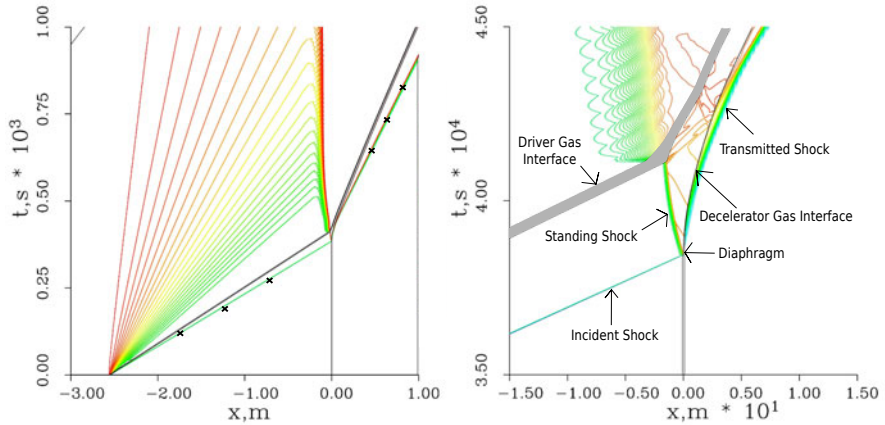 1.00
0.75
0.50
0.25
0.00
t,s * 10³
−3.00
−2.00
−1.00
0.00
1.00
x,m
4.50
4.00
3.50
t,s * 10⁴
Driver Gas
Interface
Transmitted Shock
Standing Shock
Decelerator Gas Interface
Diaphragm
Incident Shock
−1.50
−1.00
−0.50
0.00
0.50
1.00
1.50
x,m * 10¹